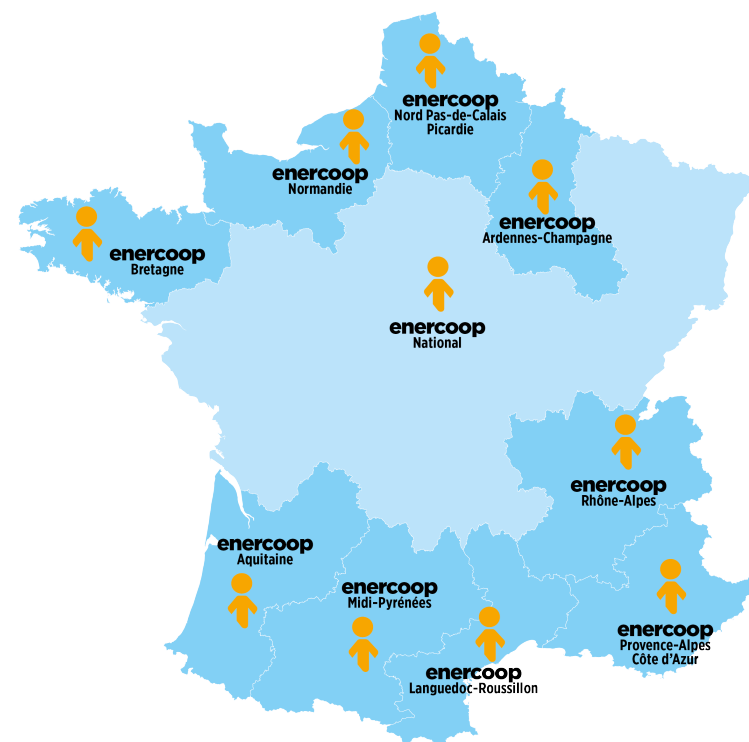 enercoop
Nord Pas-de-Calais
Picardie
enercoop
Normandie
enercoop
Ardennes-Champagne
enercoop
Bretagne
enercoop
National
enercoop
Rhône-Alpes
enercoop
Aquitaine
enercoop
Midi-Pyrénées
enercoop
Provence-Alpes
Côte d'Azur
enercoop
Languedoc-Roussillon